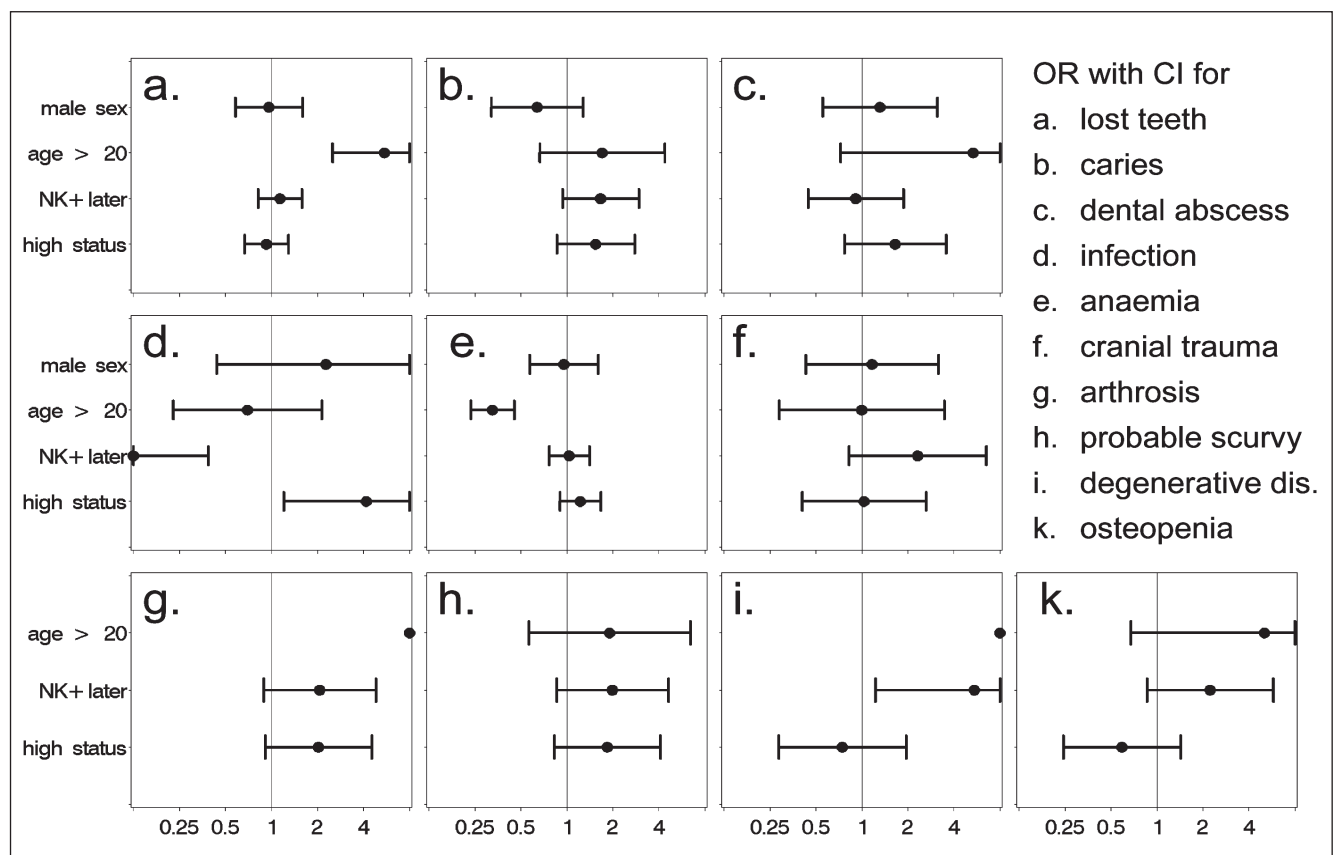 a.
b.
c.
OR with CI for
a. lost teeth
b. caries
c. dental abscess
d. infection
e. anaemia
f. cranial trauma
g. arthrosis
h. probable scurvy
i. degenerative dis.
k. osteopenia
male sex
age > 20
NK+later
high status
d.
e.
f.
male sex
age > 20
NK+later
high status
g.
h.
i.
k.
age > 20
NK+later
high status
0.25 0.5 1 2 4
0.25 0.5 1 2 4
0.25 0.5 1 2 4
0.25 0.5 1 2 4